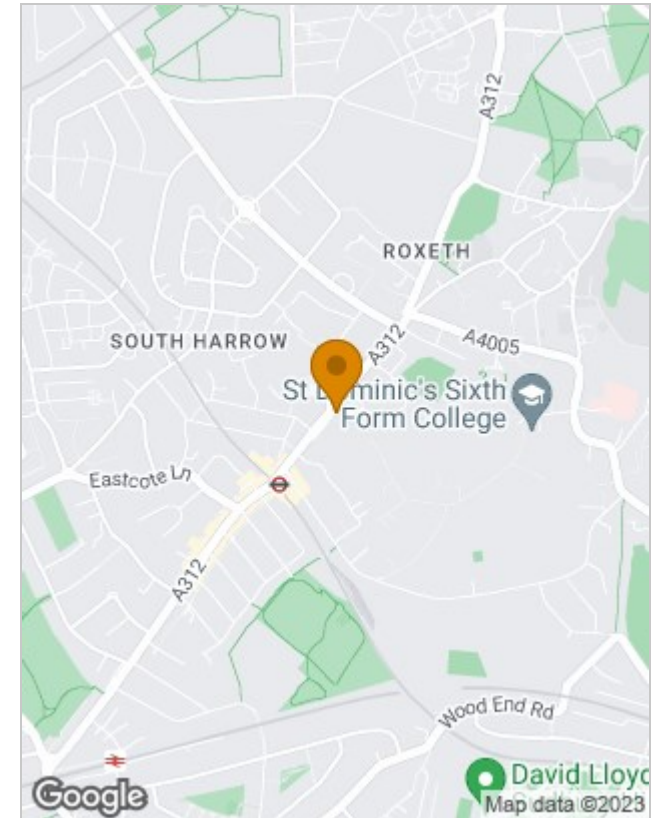 A312
ROXETH
SOUTH HARROW
A312
A4005
St Dominic's Sixth
Form College
Eastcote Ln
A312
Wood End Rd
David Lloyd
Google
Map data ©2023